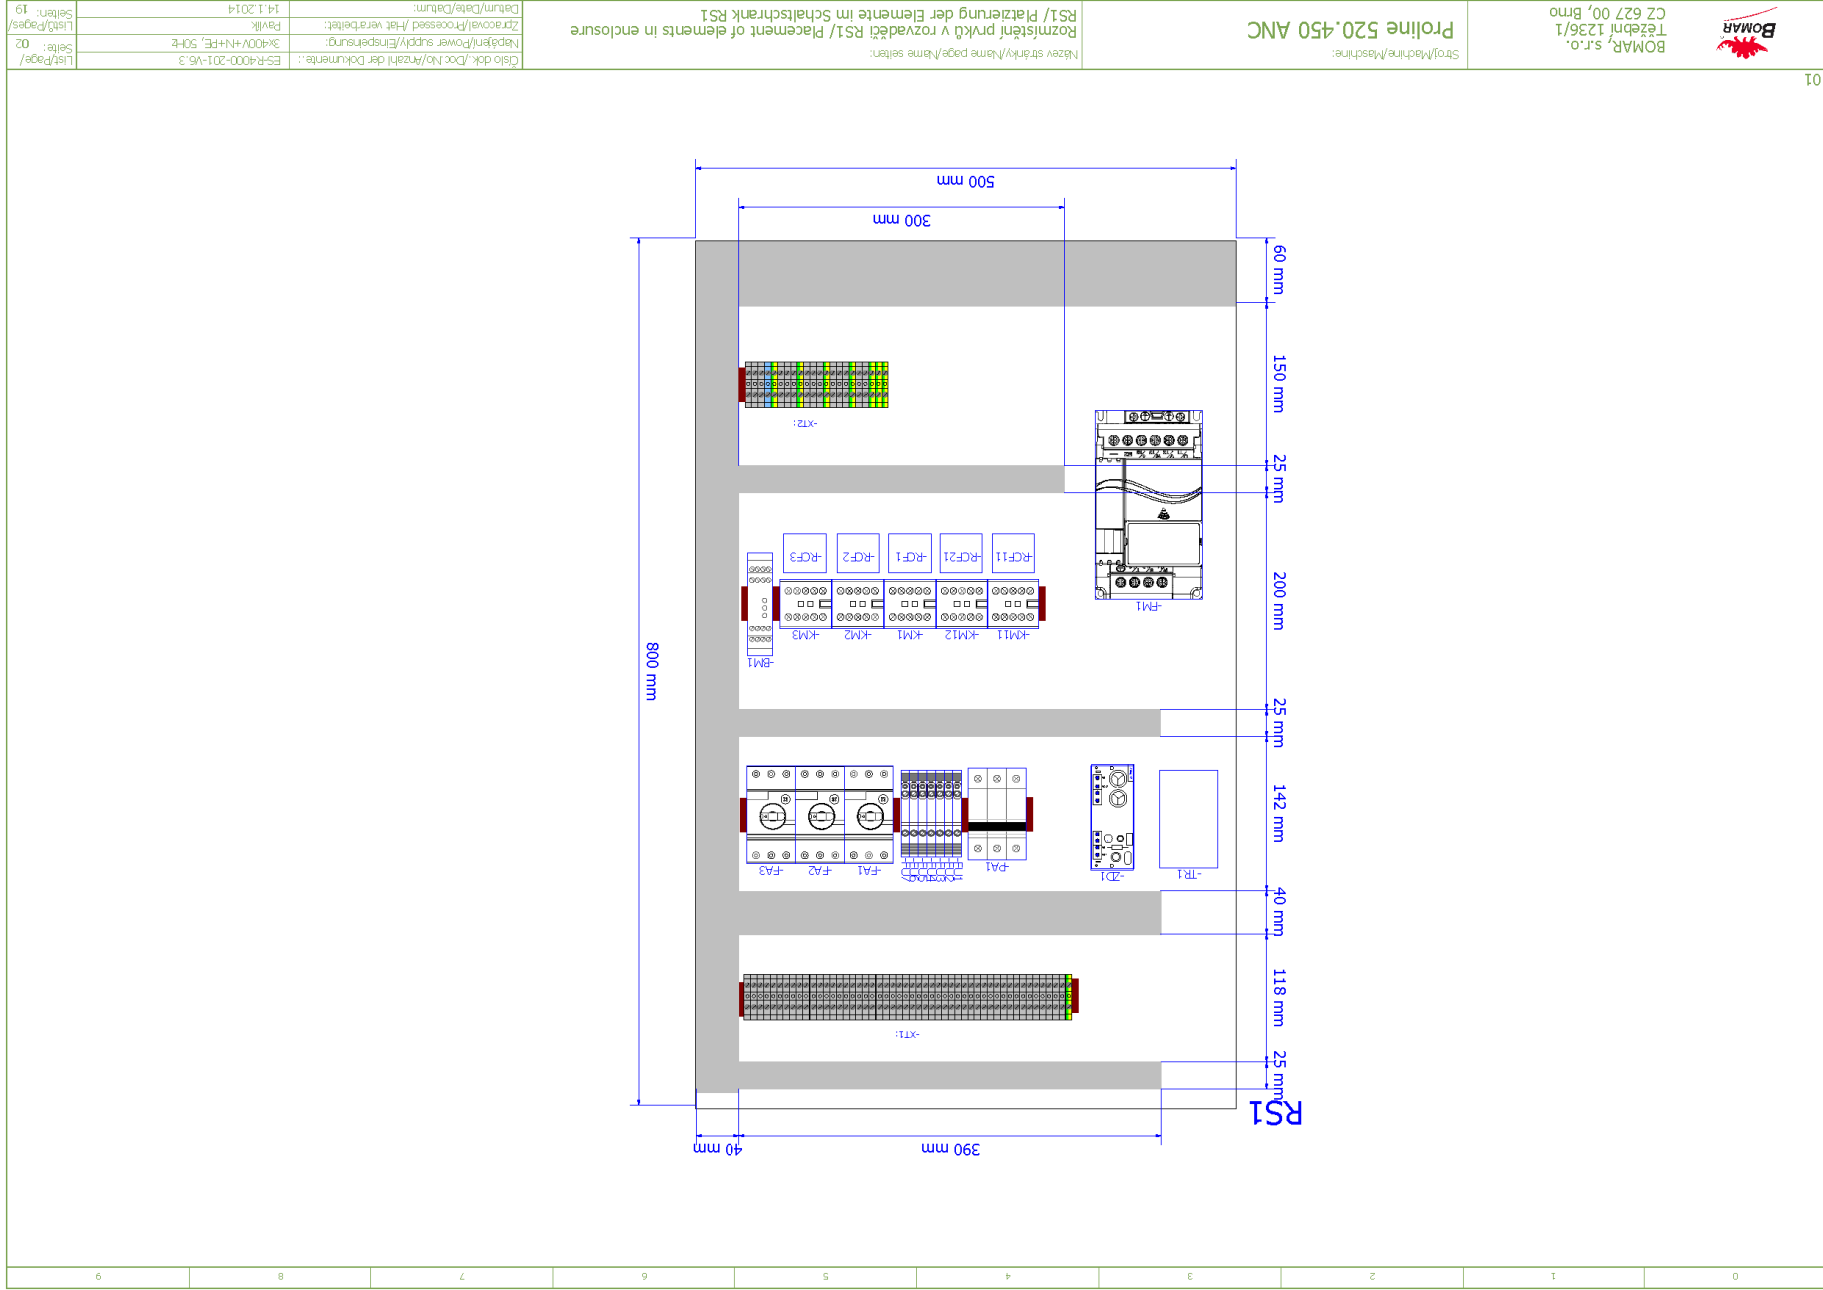 0 1 2 3 4 5 6 7 8 9
390 mm
40 mm
RS1
25 mm
-XT1:
118 mm
40 mm
-TR1
-ZD1
-PA1
-FA1
-FA2
-FA3
142 mm
25 mm
800 mm
-BM1
-KM11
-KM12
-KM1
-KM2
-KM3
-FM1
200 mm
-RCF11
-RCF21
-RCF1
-RCF2
-RCF3
25 mm
-XT2:
150 mm
60 mm
300 mm
500 mm
01
BOMAR
BOMAR, s.r.o.
Těžební 1236/1
CZ 627 00, Brno
Stroj/Machine/Maschine:
Proline 520.450 ANC
Název stránky/Name page/Name seiten:
Rozmístění prvků v rozvaděči RS1/ Placement of elements in enclosure
RS1/ Platzierung der Elemente im Schaltschrank RS1
Číslo dok./Doc.No/Anzahl der Dokumente.: ES-R4000-201-V6.3
Napájení/Power supply/Einspeinsung: 3x400V+N+PE, 50Hz
Zpracoval/Processed /Hat verarbeitet: Pavlík
Datum/Date/Datum: 14.1.2014
List/Page/
Seite: 02
Listů/Pages/
Seiten: 19